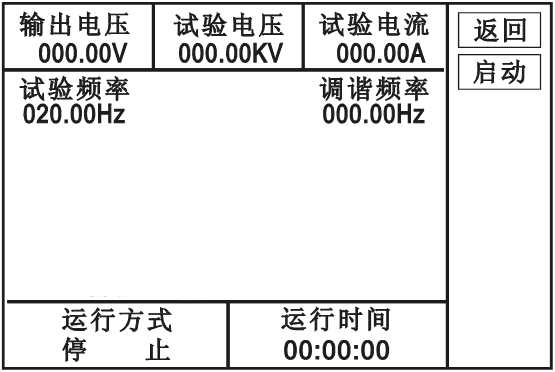 输出电压
000.00V
试验电压
000.00KV
试验电流
000.00A
返回
启动
试验频率
020.00Hz
调谐频率
000.00Hz
运行方式
停 止
运行时间
00:00:00